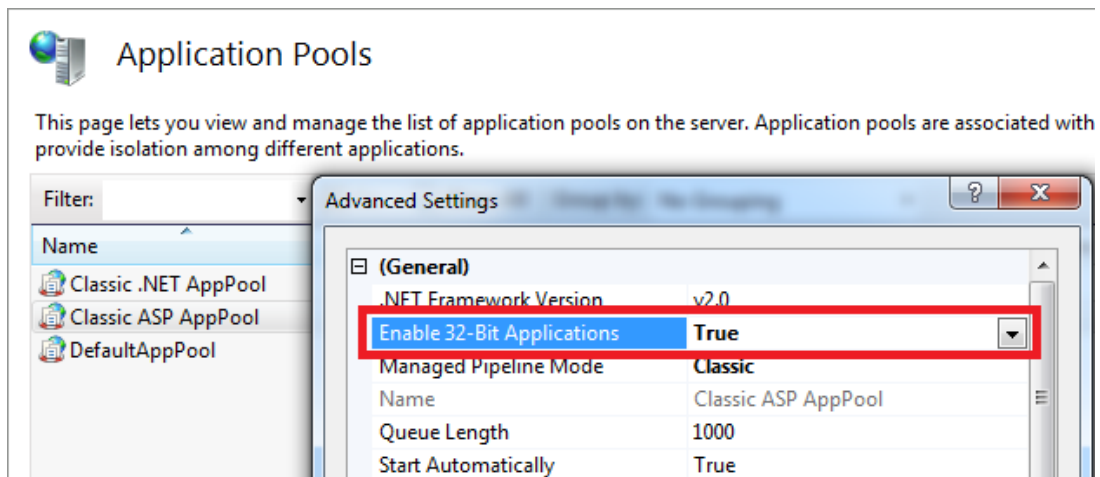 Application Pools
This page lets you view and manage the list of application pools on the server. Application pools are associated with
provide isolation among different applications.
Filter:
Advanced Settings
Name
(General)
Classic .NET AppPool
.NET Framework Version v2.0
Classic ASP AppPool
Enable 32-Bit Applications True
DefaultAppPool
Managed Pipeline Mode Classic
Name Classic ASP AppPool
Queue Length 1000
Start Automatically True